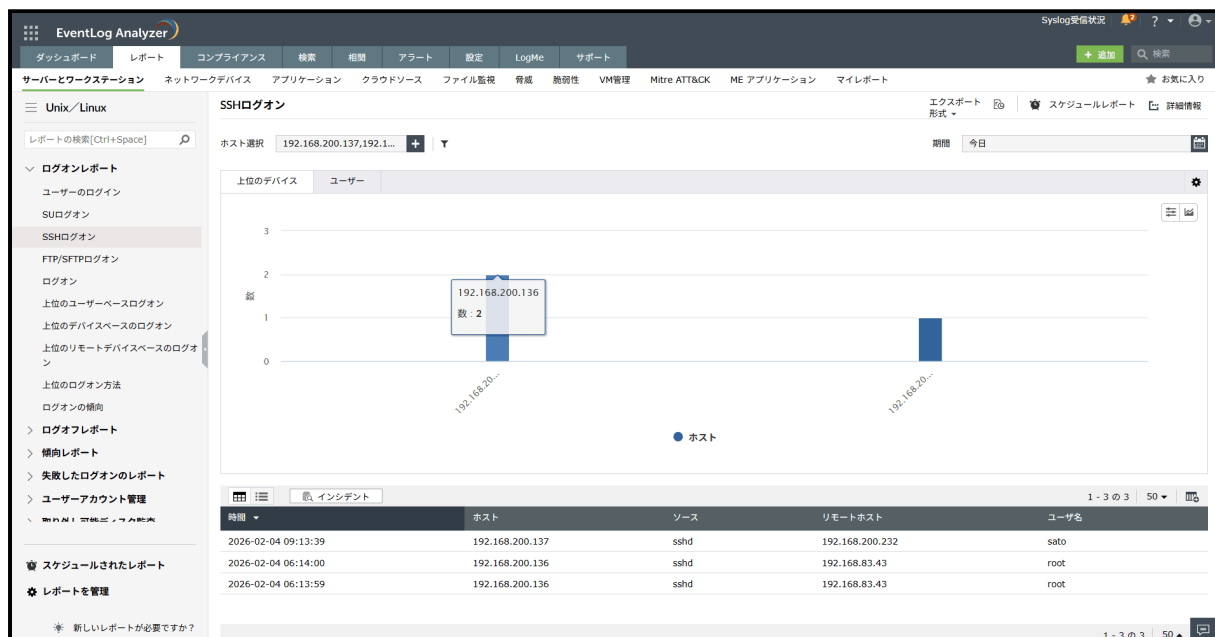 EventLog Analyzer
Syslog受信状況 2 ?
ダッシュボード レポート コンプライアンス 検索 相関 アラート 設定 LogMe サポート + 追加 検索
サーバーとワークステーション ネットワークデバイス アプリケーション クラウドソース ファイル監視 脅威 脆弱性 VM管理 Mitre ATT&CK ME アプリケーション マイレポート お気に入り
Unix/Linux
レポートの検索[Ctrl+Space]
ログオンレポート
ユーザーのログイン
SUログオン
SSHログオン
FTP/SFTPログオン
ログオン
上位のユーザーベースログオン
上位のデバイスベースのログオン
上位のリモートデバイスベースのログオ
ン
上位のログオン方法
ログオンの傾向
ログオフレポート
傾向レポート
失敗したログオンのレポート
ユーザーアカウント管理
取り外し可能ディスク監査
スケジュールされたレポート
レポートを管理
新しいレポートが必要ですか?
SSHログオン
エクスポート
形式
スケジュールレポート
詳細情報
ホスト選択 192.168.200.137,192.1... +
期間 今日
上位のデバイス ユーザー
3
2
1
0
数
192.168.200.136
数 : 2
192.168.20...
192.168.20...
ホスト
インシデント
1 - 3 の 3 50
時間 ホスト ソース リモートホスト ユーザ名
2026-02-04 09:13:39 192.168.200.137 sshd 192.168.200.232 sato
2026-02-04 06:14:00 192.168.200.136 sshd 192.168.83.43 root
2026-02-04 06:13:59 192.168.200.136 sshd 192.168.83.43 root
1 - 3 の 3 50